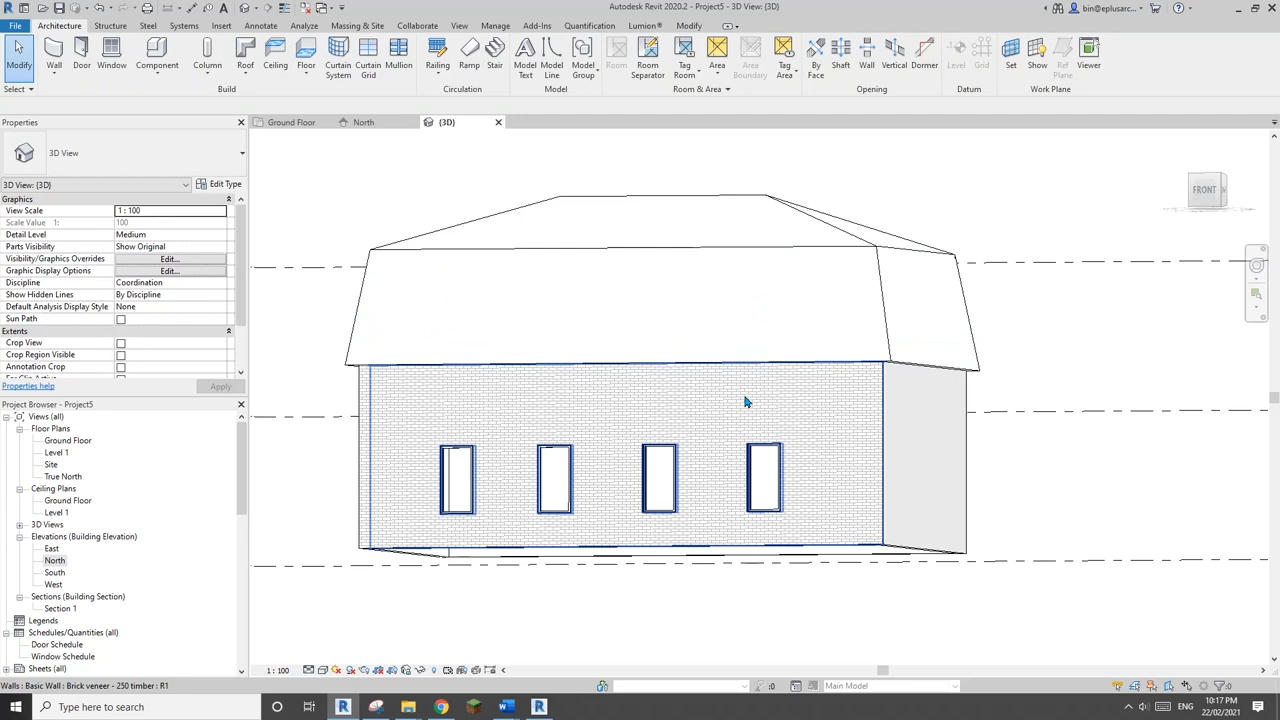 Autodesk Revit 2020.2 - Project5 - 3D View: {3D}
bin@eplusarc...
File Architecture Structure Steel Systems Insert Annotate Analyze Massing & Site Collaborate View Manage Add-Ins Quantification Lumion® Modify
Modify Wall Door Window Component Column Roof Ceiling Floor Curtain System Curtain Grid Mullion Railing Ramp Stair Model Text Model Line Model Group Room Room Separator Tag Room Area Area Boundary Tag Area By Face Shaft Wall Vertical Dormer Level Grid Set Show Ref Plane Viewer
Select Build Circulation Model Room & Area Opening Datum Work Plane
Properties
Ground Floor North {3D}
3D View
3D View: {3D} Edit Type
Graphics
View Scale 1 : 100
Scale Value 1: 100
Detail Level Medium
Parts Visibility Show Original
Visibility/Graphics Overrides Edit...
Graphic Display Options Edit...
Discipline Coordination
Show Hidden Lines By Discipline
Default Analysis Display Style None
Sun Path
Extents
Crop View
Crop Region Visible
Annotation Crop
Properties help Apply
FRONT
Project Browser - Project5
Views (all)
Floor Plans
Ground Floor
Level 1
Site
True North
Ceiling Plans
Ground Floor
Level 1
3D Views
Elevations (Building Elevation)
East
North
South
West
Sections (Building Section)
Section 1
Legends
Schedules/Quantities (all)
Door Schedule
Window Schedule
Sheets (all)
1 : 100
Walls : Basic Wall : Brick veneer - 250 timber : R1
:0 Main Model :0
Type here to search
ENG
10:17 PM
22/02/2021